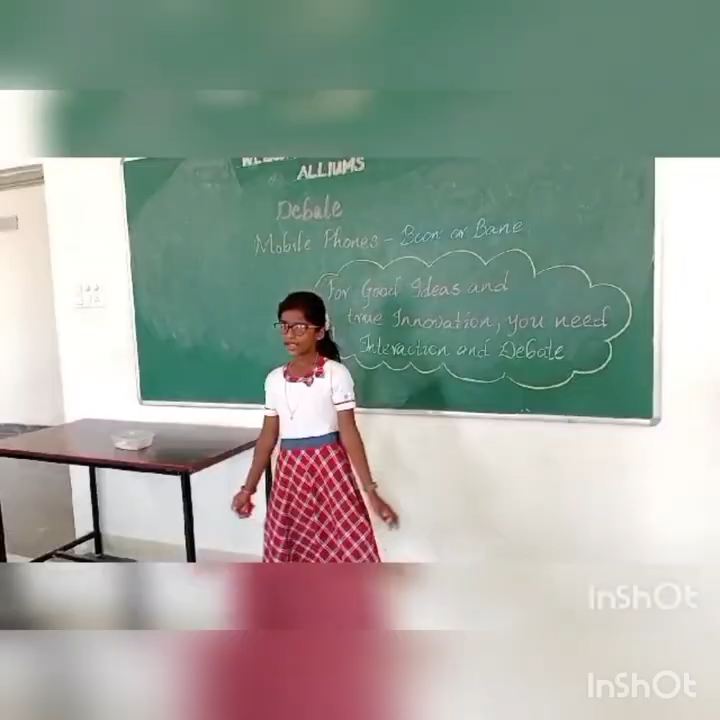 ALLIUMS
Debate
Mobile Phones - Boon or Bane
For Good Ideas and
true Innovation, you need
Interaction and Debate
InShOt
InShOt